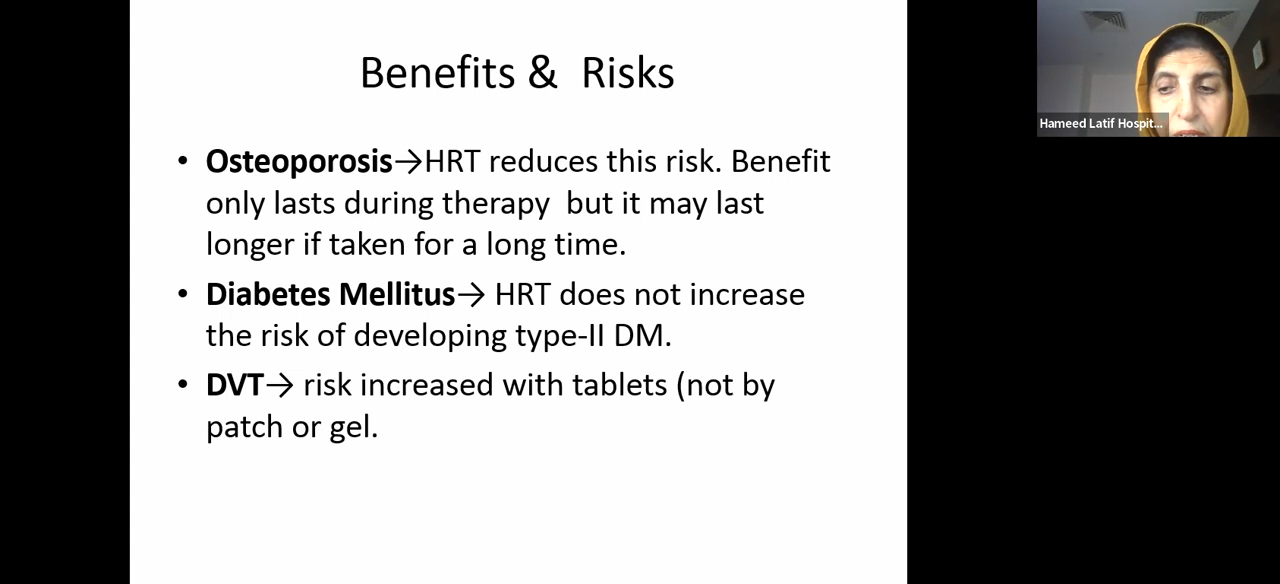 Benefits &  Risks
• Osteoporosis→HRT reduces this risk. Benefit
only lasts during therapy  but it may last
longer if taken for a long time.
• Diabetes Mellitus→ HRT does not increase
the risk of developing type-II DM.
• DVT→ risk increased with tablets (not by
patch or gel.
Hameed Latif Hospit...